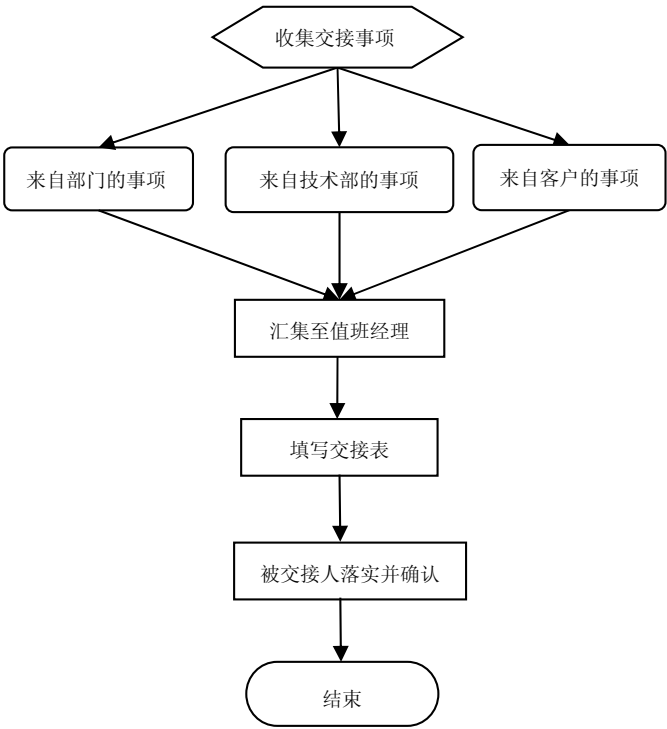 收集交接事项
来自部门的事项
来自技术部的事项
来自客户的事项
汇集至值班经理
填写交接表
被交接人落实并确认
结束